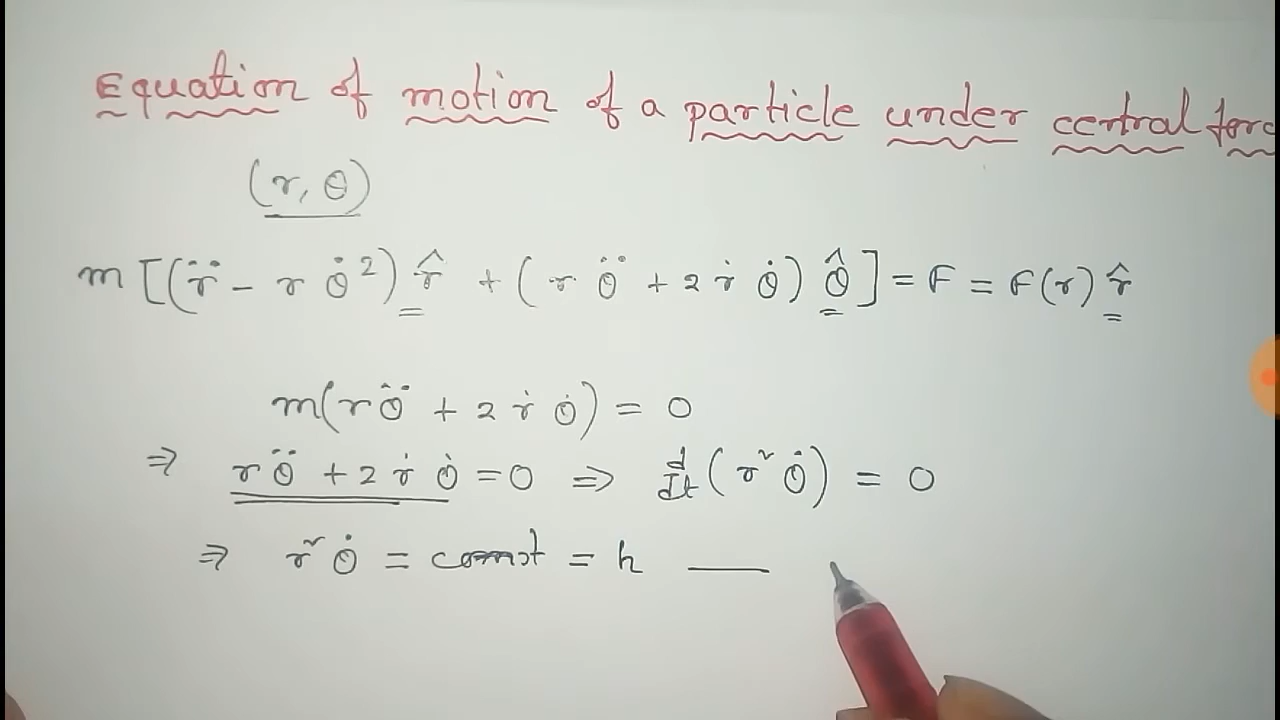 Equation of motion of a particle under central forc
(r, θ)
m [(r̈ - r θ̇²) r̂ + (r θ̈ + 2 ṙ θ̇) θ̂] = F = F(r) r̂
m(r θ̈ + 2 ṙ θ̇) = 0
⇒ r θ̈ + 2 ṙ θ̇ = 0 ⇒ d/dt (r² θ̇) = 0
⇒ r² θ̇ = const = h —